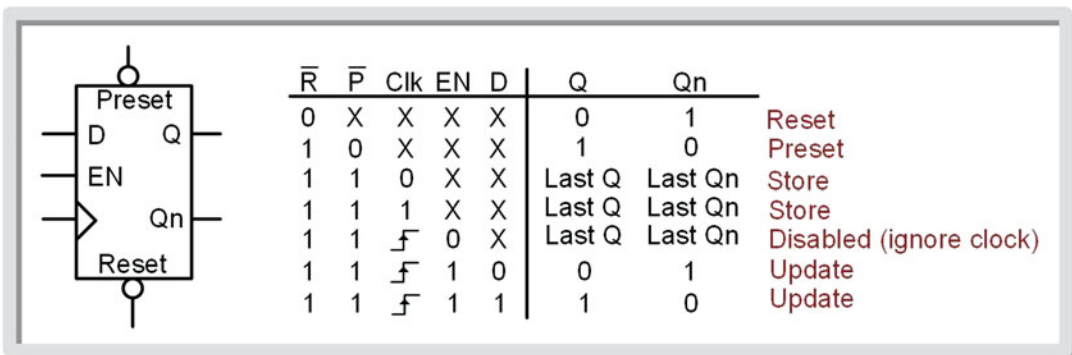 Preset
D Q
EN
Qn
Reset
R̅ P̅ Clk EN D Q Qn
0 X X X X 0 1 Reset
1 0 X X X 1 0 Preset
1 1 0 X X Last Q Last Qn Store
1 1 1 X X Last Q Last Qn Store
1 1 0 X Last Q Last Qn Disabled (ignore clock)
1 1 1 0 0 1 Update
1 1 1 1 1 0 Update